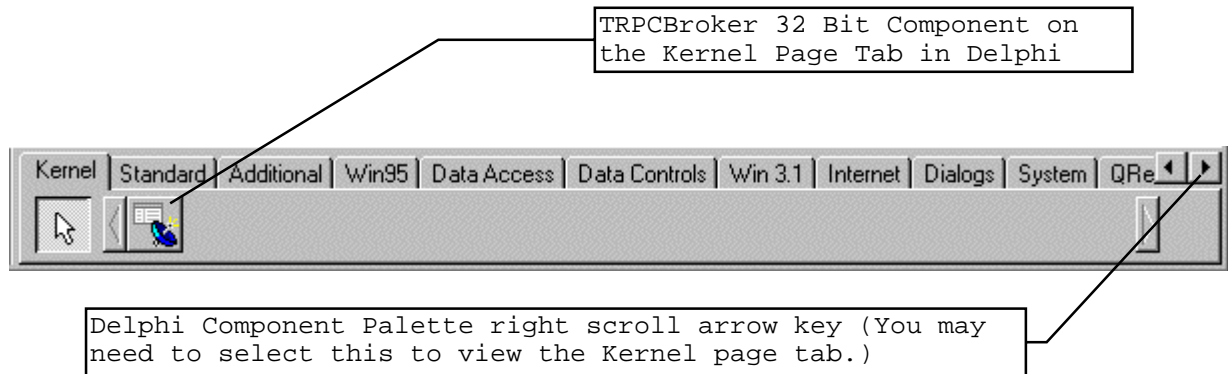 TRPCBroker 32 Bit Component on
the Kernel Page Tab in Delphi
Kernel Standard Additional Win95 Data Access Data Controls Win 3.1 Internet Dialogs System QRe
Delphi Component Palette right scroll arrow key (You may
need to select this to view the Kernel page tab.)